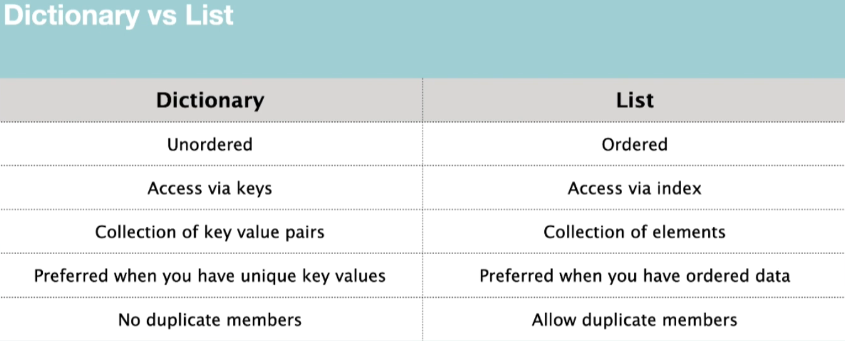 Dictionary vs List
Dictionary List
Unordered Ordered
Access via keys Access via index
Collection of key value pairs Collection of elements
Preferred when you have unique key values Preferred when you have ordered data
No duplicate members Allow duplicate members